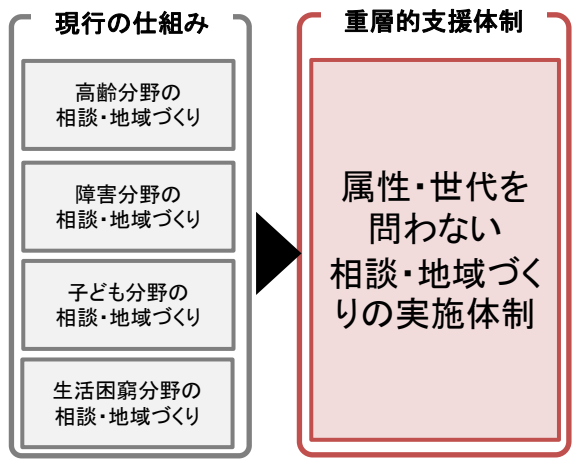 現行の仕組み
高齢分野の
相談・地域づくり
障害分野の
相談・地域づくり
子ども分野の
相談・地域づくり
生活困窮分野の
相談・地域づくり
重層的支援体制
属性・世代を
問わない
相談・地域づく
りの実施体制